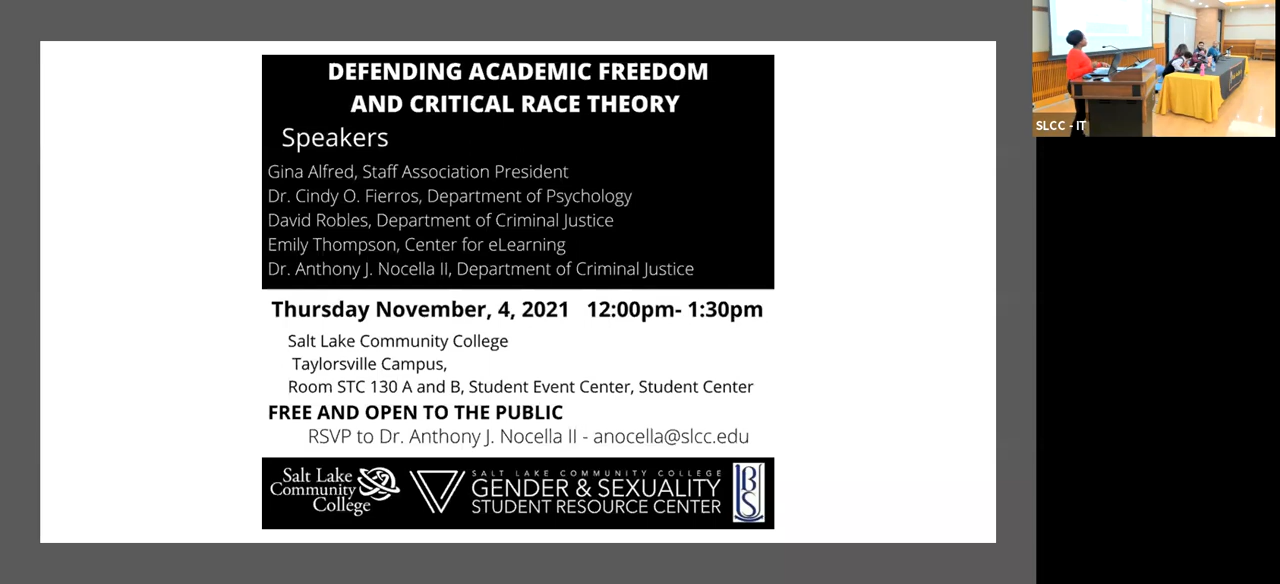 DEFENDING ACADEMIC FREEDOM
AND CRITICAL RACE THEORY
Speakers
Gina Alfred, Staff Association President
Dr. Cindy O. Fierros, Department of Psychology
David Robles, Department of Criminal Justice
Emily Thompson, Center for eLearning
Dr. Anthony J. Nocella II, Department of Criminal Justice
Thursday November, 4, 2021 12:00pm- 1:30pm
Salt Lake Community College
Taylorsville Campus,
Room STC 130 A and B, Student Event Center, Student Center
FREE AND OPEN TO THE PUBLIC
RSVP to Dr. Anthony J. Nocella II - anocella@slcc.edu
Salt Lake
Community
College
SALT LAKE COMMUNITY COLLEGE
GENDER & SEXUALITY
STUDENT RESOURCE CENTER
SLCC - IT